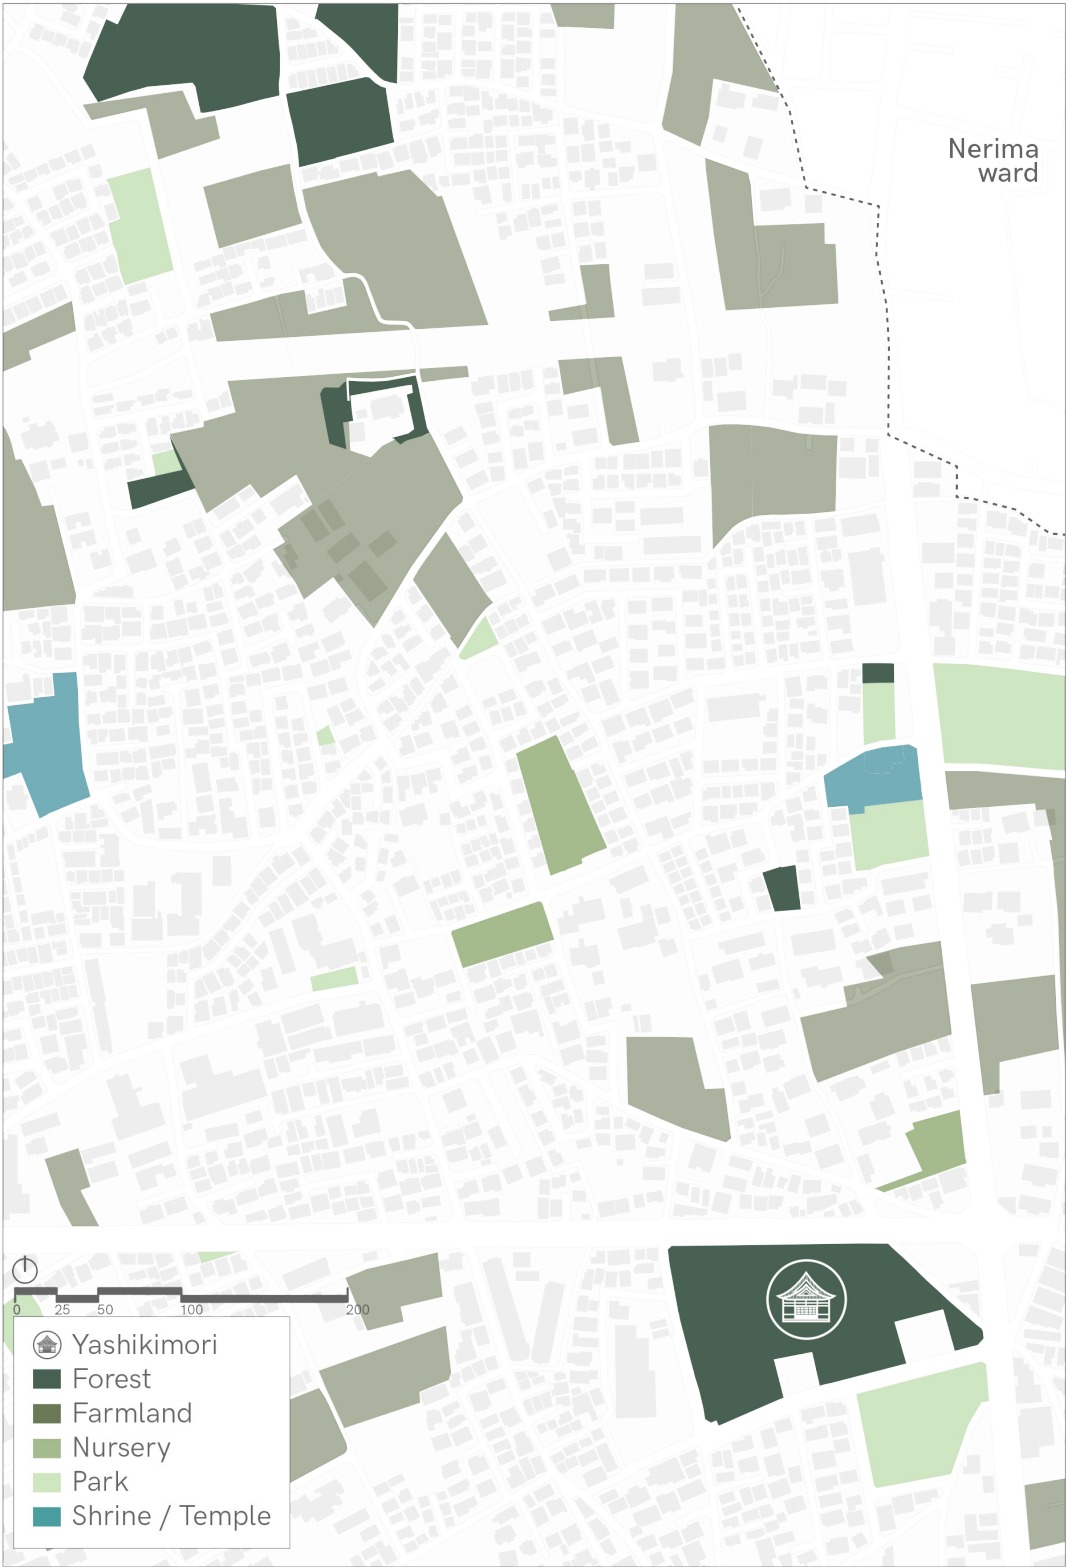 Nerima
ward
0 25 50 100 200
Yashikimori
Forest
Farmland
Nursery
Park
Shrine / Temple